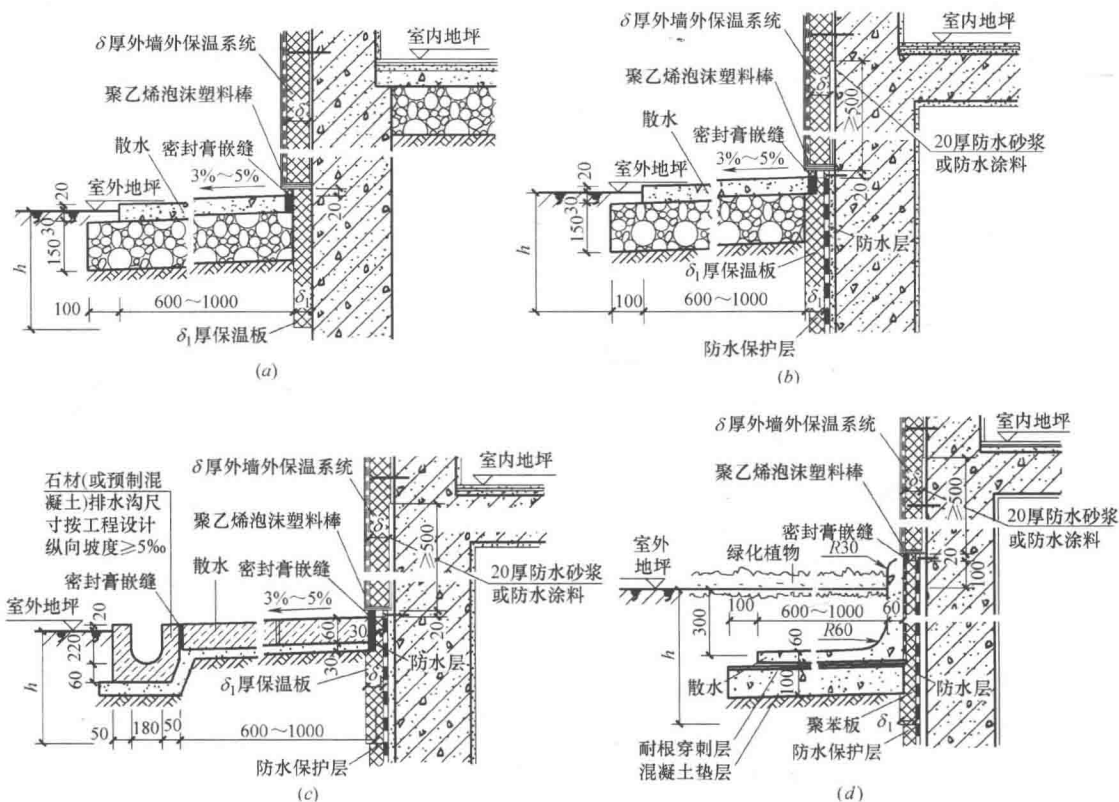 室内地坪
δ厚外墙外保温系统
聚乙烯泡沫塑料棒
散水
密封膏嵌缝
室外地坪
3%~5%
20
30
150
h
δ
20
100
600~1000
δ₁
δ₁厚保温板
(a)
室内地坪
δ厚外墙外保温系统
聚乙烯泡沫塑料棒
δ
≥500
20厚防水砂浆
或防水涂料
散水
密封膏嵌缝
室外地坪
3%~5%
20
30
150
h
20
防水层
δ₁厚保温板
100
600~1000
δ₁
防水保护层
(b)
石材(或预制混
凝土)排水沟尺
寸按工程设计
纵向坡度≥5‰
δ厚外墙外保温系统
室内地坪
聚乙烯泡沫塑料棒
δ
≥500
密封膏嵌缝
散水
密封膏嵌缝
20厚防水砂浆
或防水涂料
室外地坪
3%~5%
20
220
60
h
60
30
30
20
防水层
δ₁厚保温板
50
180
50
600~1000
防水保护层
(c)
室内地坪
δ厚外墙外保温系统
聚乙烯泡沫塑料棒
δ
≥500
20厚防水砂浆
或防水涂料
密封膏嵌缝
室外
地坪
绿化植物
R30
20
100
100
600~1000
60
300
h
R60
60
散水
100
防水层
聚苯板
δ₁
耐根穿刺层
混凝土垫层
防水保护层
(d)